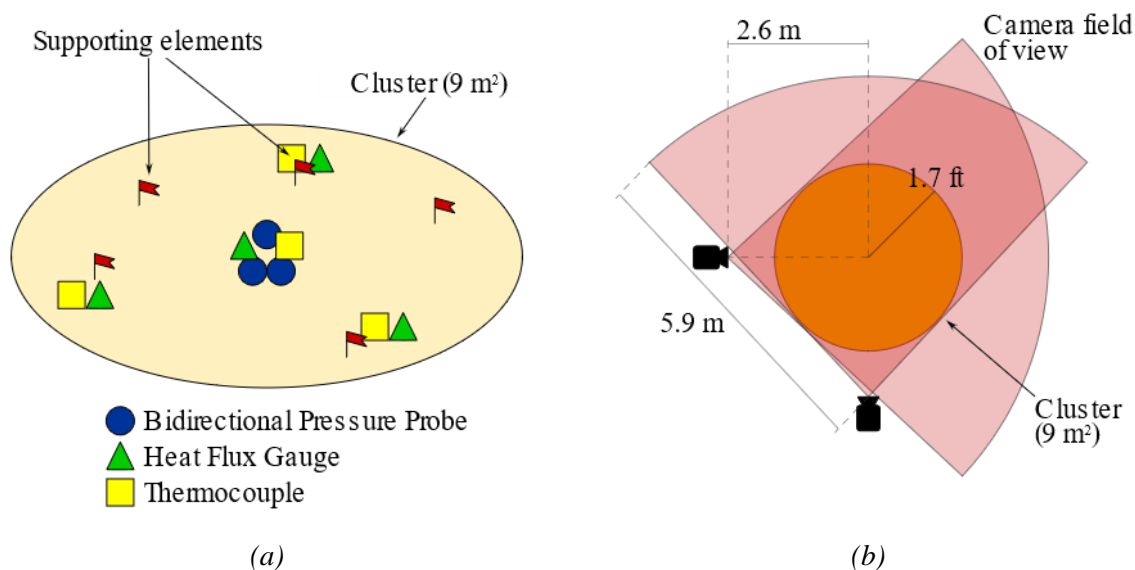 Supporting elements
Cluster (9 m²)
Bidirectional Pressure Probe
Heat Flux Gauge
Thermocouple
(a)
2.6 m
Camera field
of view
1.7 ft
5.9 m
Cluster
(9 m²)
(b)